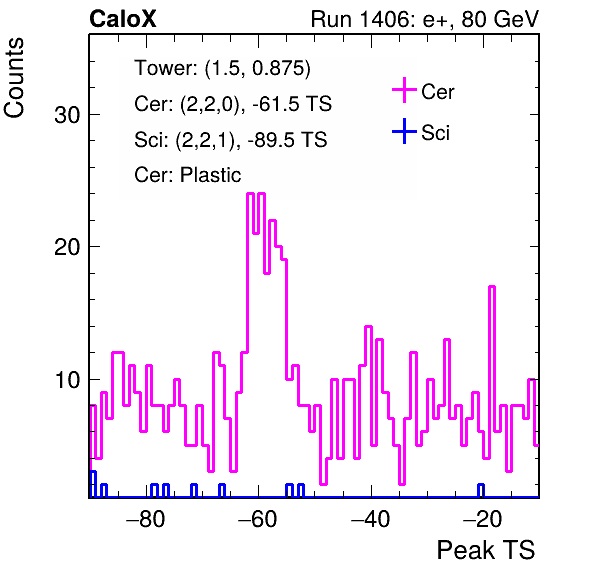 CaloX Run 1406: e+, 80 GeV
Counts
Tower: (1.5, 0.875)
Cer: (2,2,0), -61.5 TS
Sci: (2,2,1), -89.5 TS
Cer: Plastic
Cer
Sci
30
20
10
−80 −60 −40 −20
Peak TS